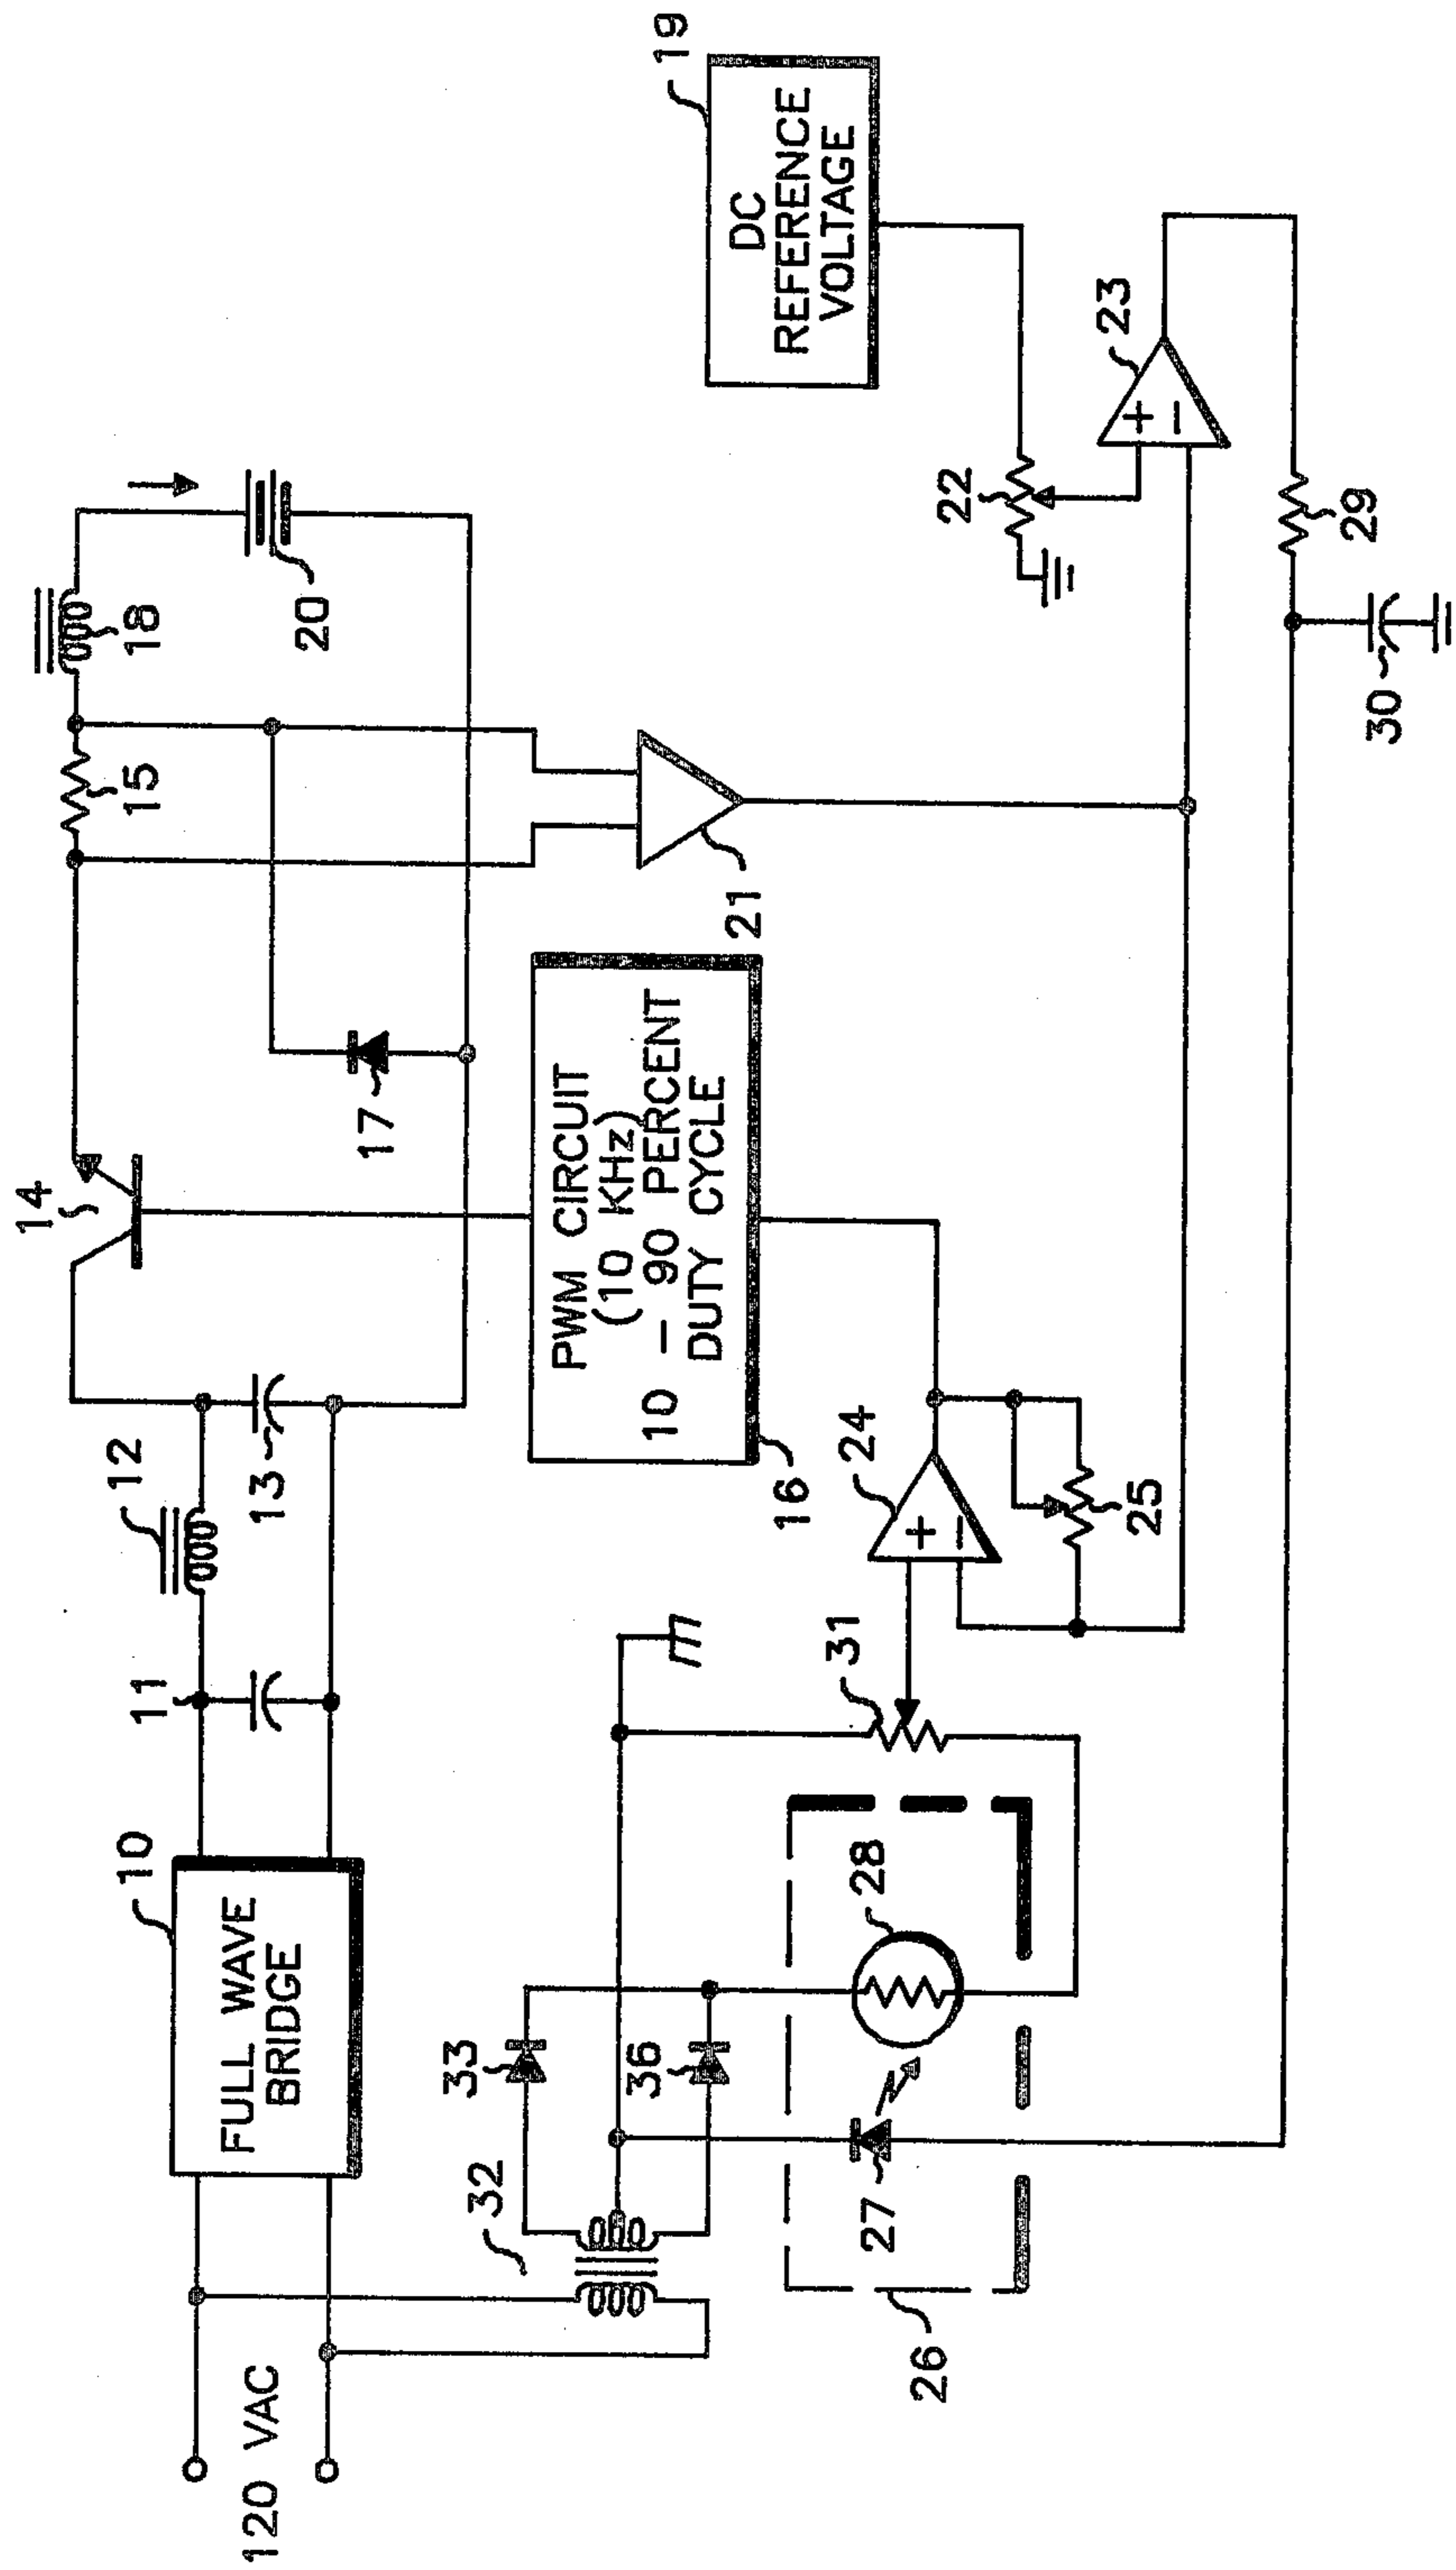 120 VAC
10
FULL WAVE
BRIDGE
11
12
13
14
15
18
17
20
PWM CIRCUIT
(10 KHz)
10 – 90 PERCENT
DUTY CYCLE
16
21
19
DC
REFERENCE
VOLTAGE
22
+
–
23
32
33
36
31
+
–
24
25
26
27
28
29
30